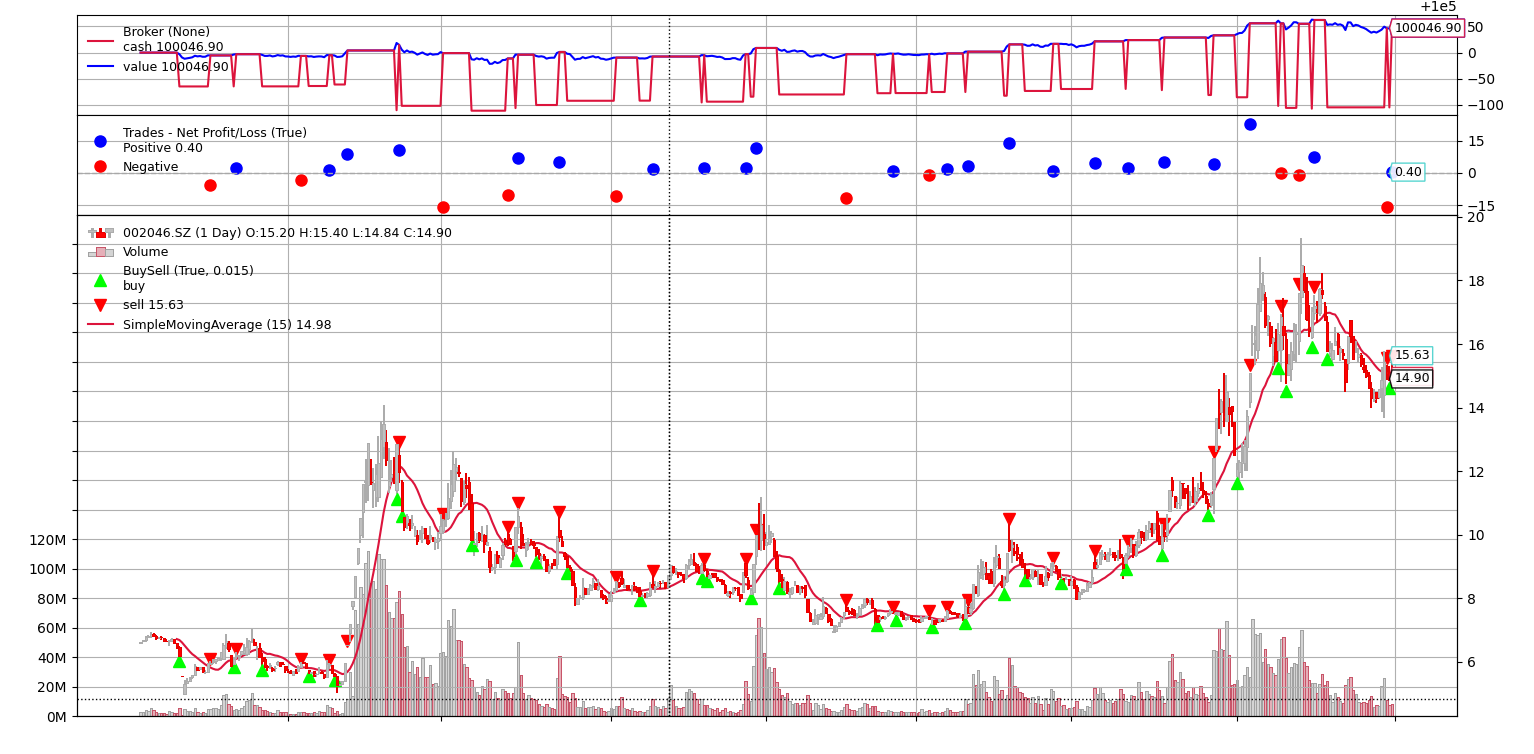 +1e5
Broker (None)
cash 100046.90
value 100046.90
100046.90
50
0
−50
−100
Trades - Net Profit/Loss (True)
Positive 0.40
Negative
15
0
0.40
−15
002046.SZ (1 Day) O:15.20 H:15.40 L:14.84 C:14.90
Volume
BuySell (True, 0.015)
buy
sell 15.63
SimpleMovingAverage (15) 14.98
20
18
16
15.63
14.90
14
12
10
8
6
120M
100M
80M
60M
40M
20M
0M